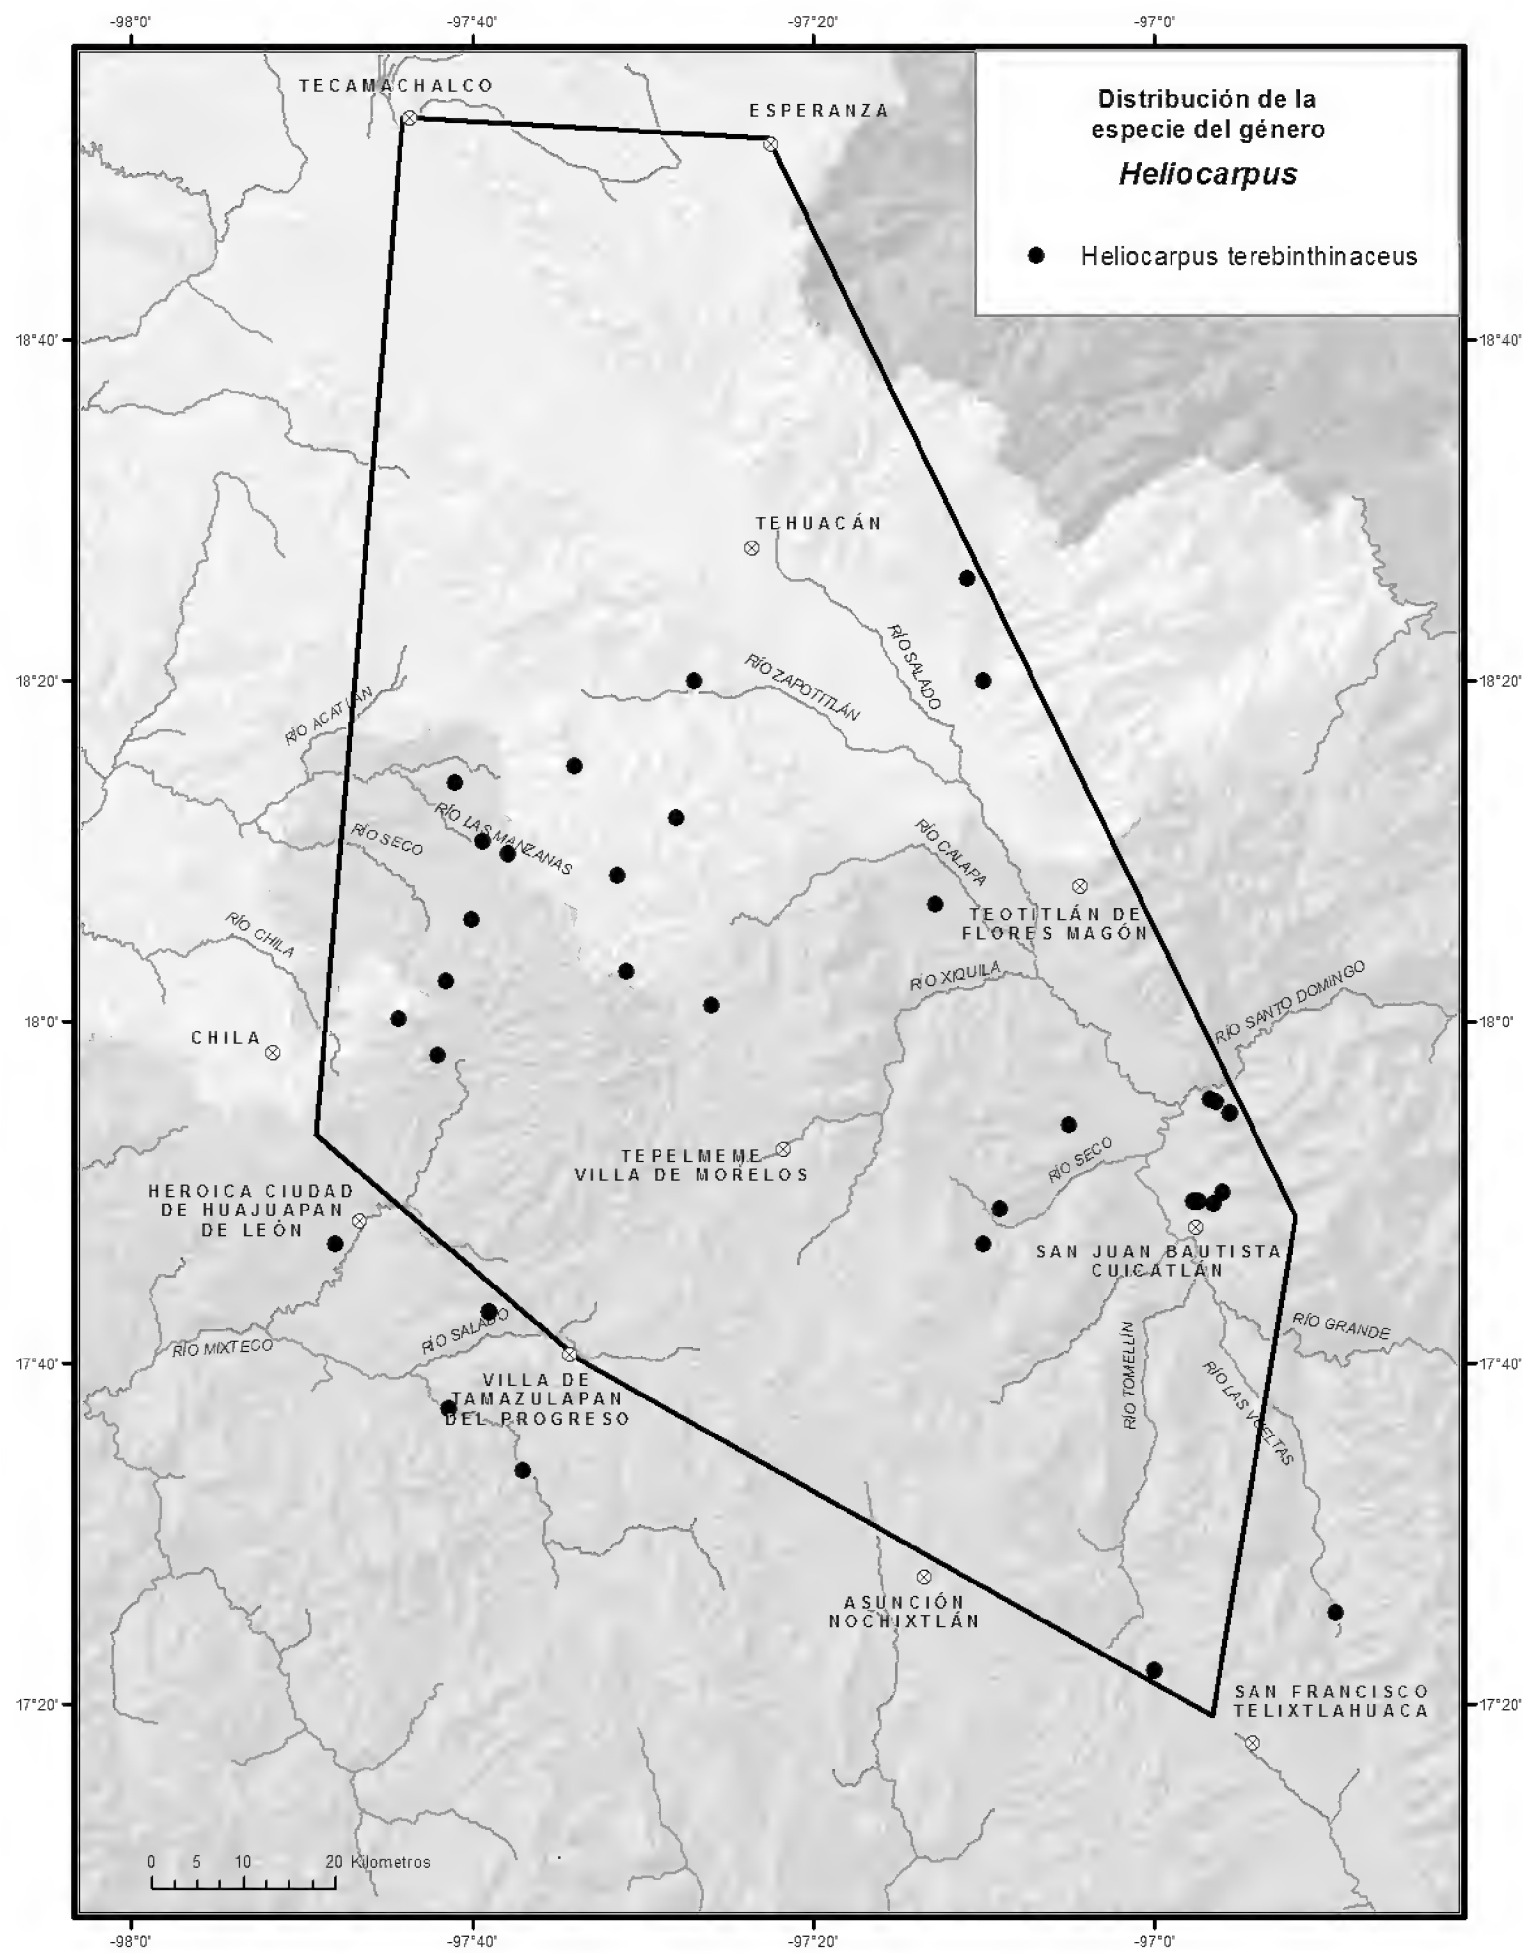 -98°0'
-97°40'
-97°20'
-97°0'
TECAMACHALCO
ESPERANZA
Distribución de la
especie del género
Heliocarpus
Heliocarpus terebinthinaceus
18°40'
18°40'
TEHUACÁN
RÍO SALADO
RÍO ZAPOTITLÁN
18°20'
18°20'
RÍO ACATLÁN
RÍO LAS MANZANAS
RÍO SECO
RÍO CALAPA
TEOTITLÁN DE
FLORES MAGÓN
RÍO CHILA
RÍO XIQUILA
RÍO SANTO DOMINGO
18°0'
18°0'
CHILA
TEPELMEME
VILLA DE MORELOS
RÍO SECO
HEROICA CIUDAD
DE HUAJUAPAN
DE LEÓN
SAN JUAN BAUTISTA
CUICATLÁN
RÍO SALADO
RÍO MIXTECO
RÍO GRANDE
RÍO TOMELLÍN
RÍO LAS VUELTAS
17°40'
17°40'
VILLA DE
TAMAZULAPAN
DEL PROGRESO
ASUNCIÓN
NOCHIXTLÁN
SAN FRANCISCO
TELIXTLAHUACA
17°20'
17°20'
0 5 10 20 Kilometros
-98°0'
-97°40'
-97°20'
-97°0'